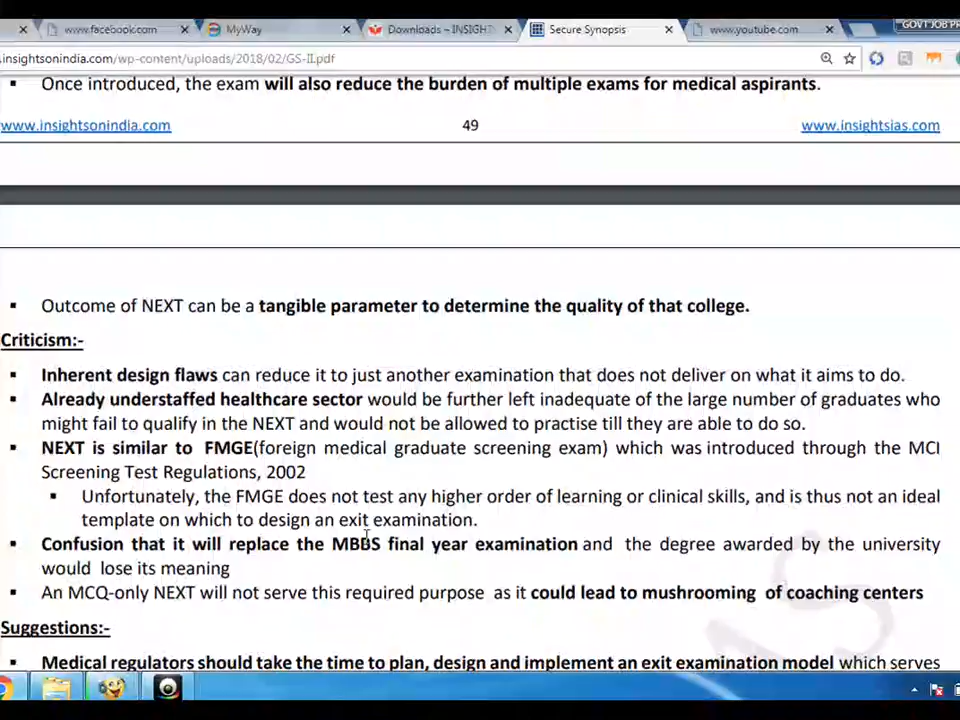 www.facebook.com
MyWay
Downloads – INSIGHT
Secure Synopsis
www.youtube.com
GOVT JOB PR
.insightsonindia.com/wp-content/uploads/2018/02/GS-II.pdf
▪ Once introduced, the exam will also reduce the burden of multiple exams for medical aspirants.
www.insightsonindia.com 49 www.insightsias.com
▪ Outcome of NEXT can be a tangible parameter to determine the quality of that college.
Criticism:-
▪ Inherent design flaws can reduce it to just another examination that does not deliver on what it aims to do.
▪ Already understaffed healthcare sector would be further left inadequate of the large number of graduates who
might fail to qualify in the NEXT and would not be allowed to practise till they are able to do so.
▪ NEXT is similar to FMGE(foreign medical graduate screening exam) which was introduced through the MCI
Screening Test Regulations, 2002
▪ Unfortunately, the FMGE does not test any higher order of learning or clinical skills, and is thus not an ideal
template on which to design an exit examination.
▪ Confusion that it will replace the MBBS final year examination and the degree awarded by the university
would lose its meaning
▪ An MCQ-only NEXT will not serve this required purpose as it could lead to mushrooming of coaching centers
Suggestions:-
▪ Medical regulators should take the time to plan, design and implement an exit examination model which serves